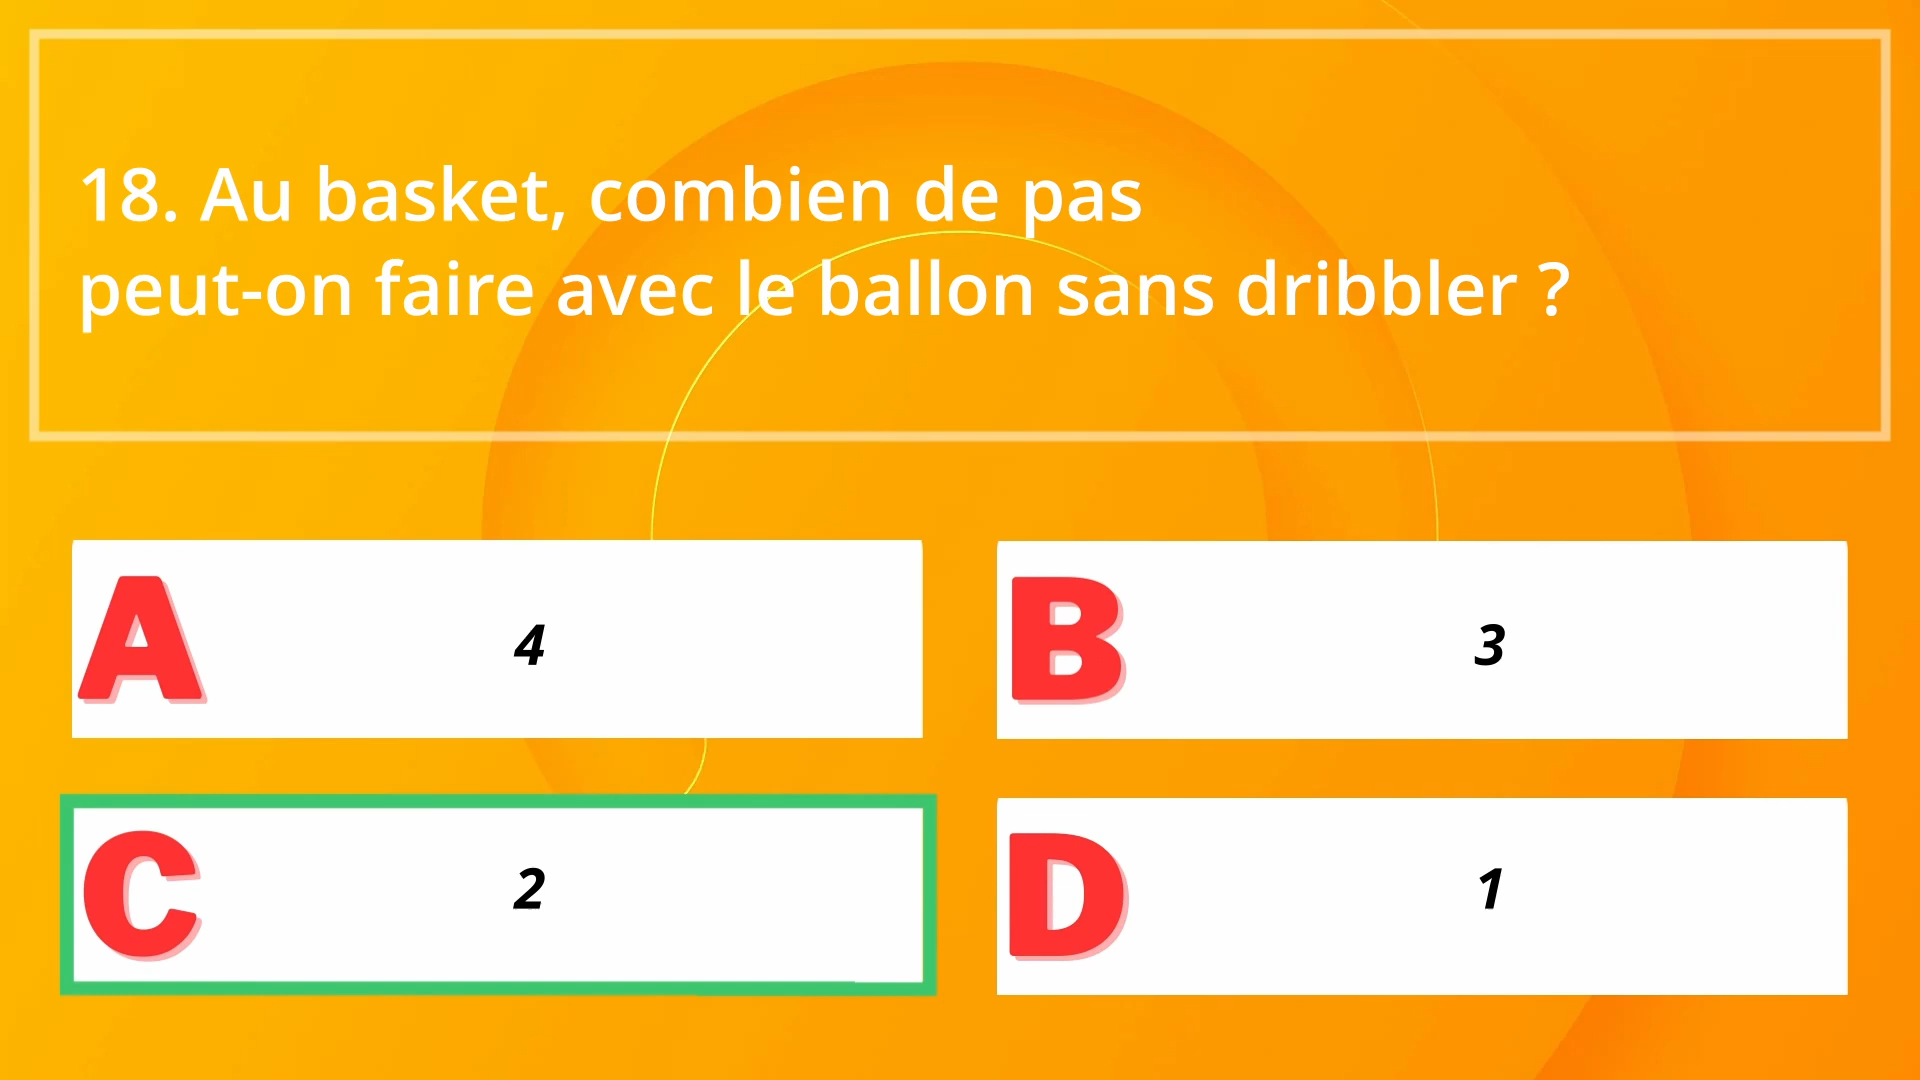 18. Au basket, combien de pas
peut-on faire avec le ballon sans dribbler ?
A 4
B 3
C 2
D 1